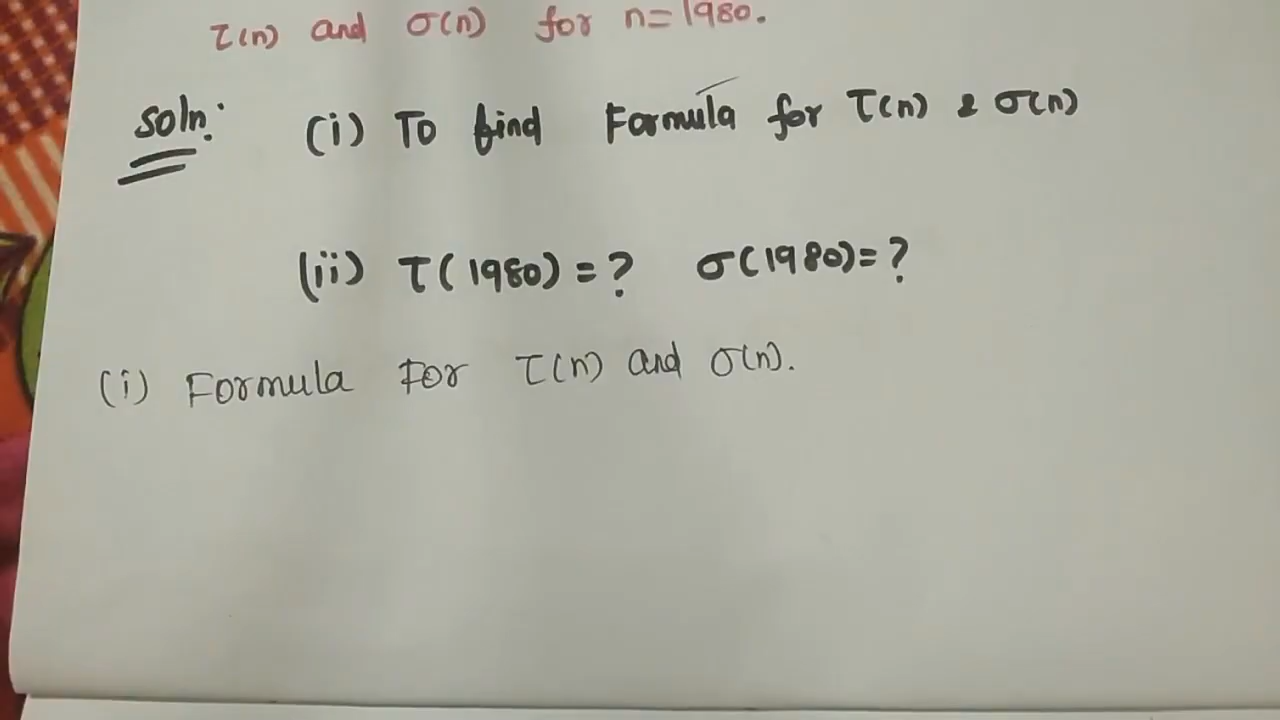 τ(n) and σ(n) for n=1980.
Soln: (i) To find Formula for τ(n) & σ(n)
(ii) τ(1980)=? σ(1980)=?
(i) Formula For τ(n) and σ(n).